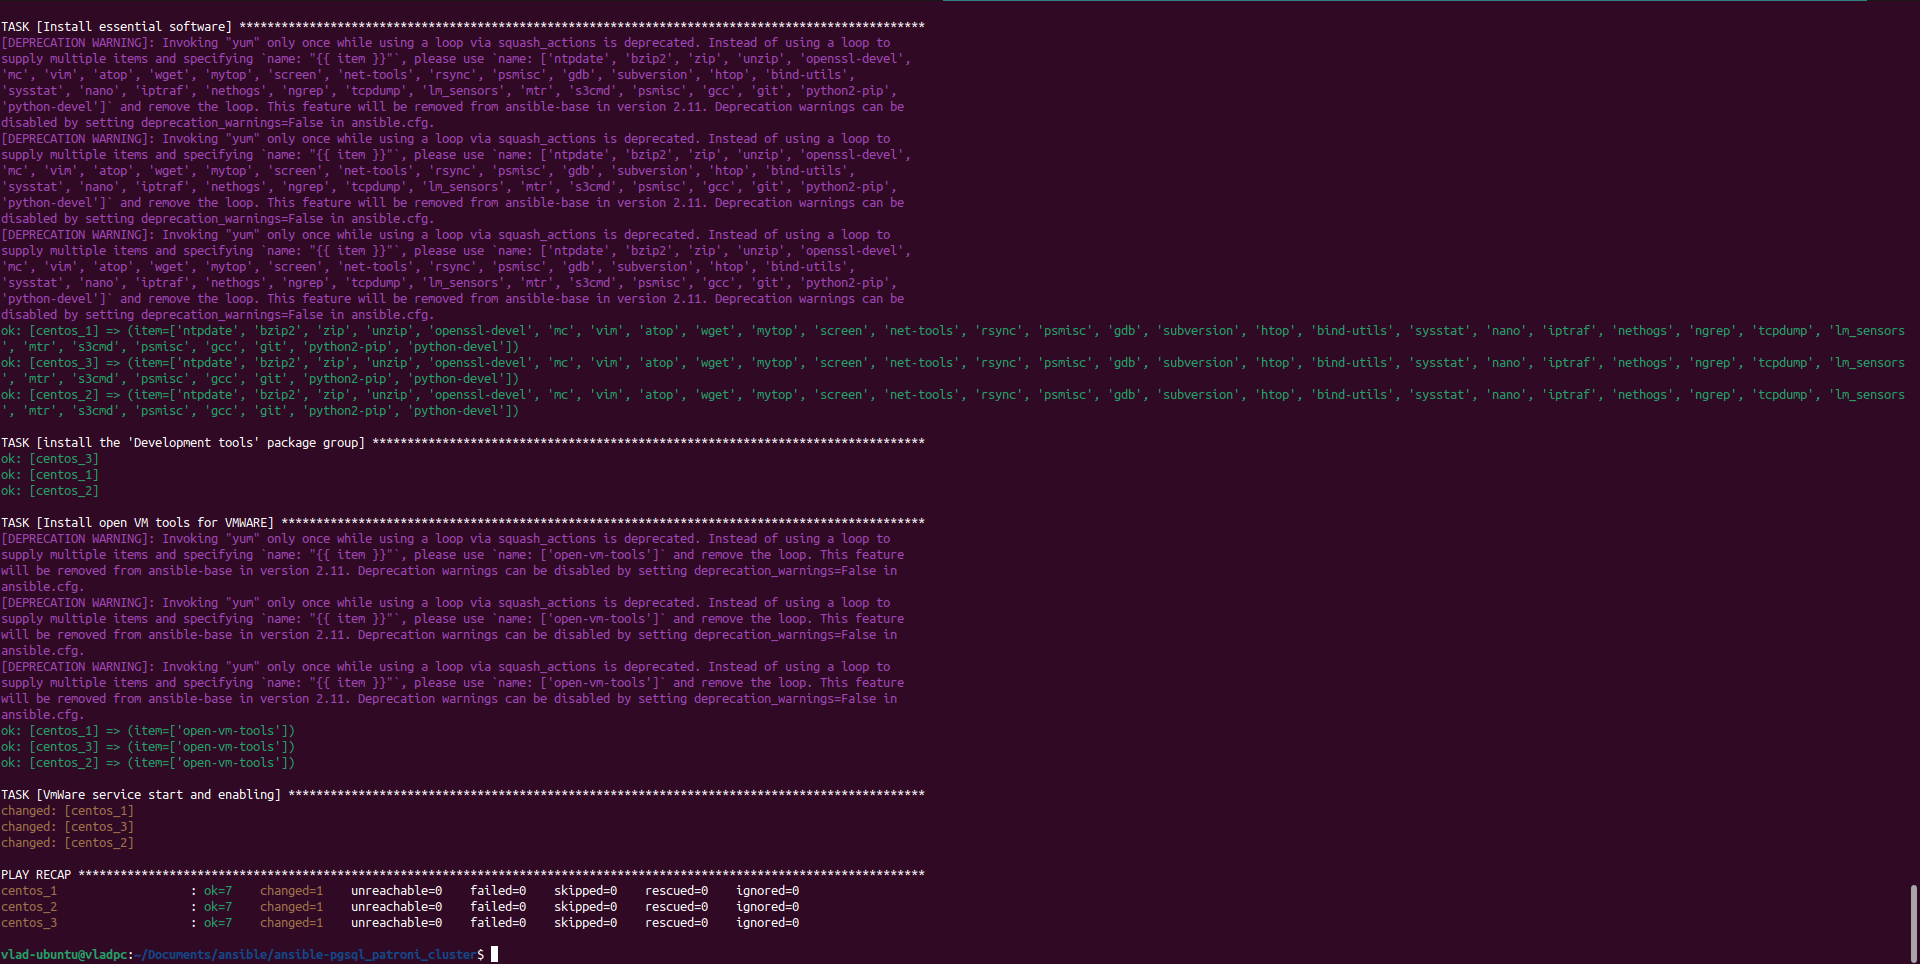 TASK [Install essential software] **************************************************************************************************
[DEPRECATION WARNING]: Invoking "yum" only once while using a loop via squash_actions is deprecated. Instead of using a loop to
supply multiple items and specifying `name: "{{ item }}"`, please use `name: ['ntpdate', 'bzip2', 'zip', 'unzip', 'openssl-devel',
'mc', 'vim', 'atop', 'wget', 'mytop', 'screen', 'net-tools', 'rsync', 'psmisc', 'gdb', 'subversion', 'htop', 'bind-utils',
'sysstat', 'nano', 'iptraf', 'nethogs', 'ngrep', 'tcpdump', 'lm_sensors', 'mtr', 's3cmd', 'psmisc', 'gcc', 'git', 'python2-pip',
'python-devel']` and remove the loop. This feature will be removed from ansible-base in version 2.11. Deprecation warnings can be
disabled by setting deprecation_warnings=False in ansible.cfg.
[DEPRECATION WARNING]: Invoking "yum" only once while using a loop via squash_actions is deprecated. Instead of using a loop to
supply multiple items and specifying `name: "{{ item }}"`, please use `name: ['ntpdate', 'bzip2', 'zip', 'unzip', 'openssl-devel',
'mc', 'vim', 'atop', 'wget', 'mytop', 'screen', 'net-tools', 'rsync', 'psmisc', 'gdb', 'subversion', 'htop', 'bind-utils',
'sysstat', 'nano', 'iptraf', 'nethogs', 'ngrep', 'tcpdump', 'lm_sensors', 'mtr', 's3cmd', 'psmisc', 'gcc', 'git', 'python2-pip',
'python-devel']` and remove the loop. This feature will be removed from ansible-base in version 2.11. Deprecation warnings can be
disabled by setting deprecation_warnings=False in ansible.cfg.
[DEPRECATION WARNING]: Invoking "yum" only once while using a loop via squash_actions is deprecated. Instead of using a loop to
supply multiple items and specifying `name: "{{ item }}"`, please use `name: ['ntpdate', 'bzip2', 'zip', 'unzip', 'openssl-devel',
'mc', 'vim', 'atop', 'wget', 'mytop', 'screen', 'net-tools', 'rsync', 'psmisc', 'gdb', 'subversion', 'htop', 'bind-utils',
'sysstat', 'nano', 'iptraf', 'nethogs', 'ngrep', 'tcpdump', 'lm_sensors', 'mtr', 's3cmd', 'psmisc', 'gcc', 'git', 'python2-pip',
'python-devel']` and remove the loop. This feature will be removed from ansible-base in version 2.11. Deprecation warnings can be
disabled by setting deprecation_warnings=False in ansible.cfg.
ok: [centos_1] => (item=['ntpdate', 'bzip2', 'zip', 'unzip', 'openssl-devel', 'mc', 'vim', 'atop', 'wget', 'mytop', 'screen', 'net-tools', 'rsync', 'psmisc', 'gdb', 'subversion', 'htop', 'bind-utils', 'sysstat', 'nano', 'iptraf', 'nethogs', 'ngrep', 'tcpdump', 'lm_sensors
', 'mtr', 's3cmd', 'psmisc', 'gcc', 'git', 'python2-pip', 'python-devel'])
ok: [centos_3] => (item=['ntpdate', 'bzip2', 'zip', 'unzip', 'openssl-devel', 'mc', 'vim', 'atop', 'wget', 'mytop', 'screen', 'net-tools', 'rsync', 'psmisc', 'gdb', 'subversion', 'htop', 'bind-utils', 'sysstat', 'nano', 'iptraf', 'nethogs', 'ngrep', 'tcpdump', 'lm_sensors
', 'mtr', 's3cmd', 'psmisc', 'gcc', 'git', 'python2-pip', 'python-devel'])
ok: [centos_2] => (item=['ntpdate', 'bzip2', 'zip', 'unzip', 'openssl-devel', 'mc', 'vim', 'atop', 'wget', 'mytop', 'screen', 'net-tools', 'rsync', 'psmisc', 'gdb', 'subversion', 'htop', 'bind-utils', 'sysstat', 'nano', 'iptraf', 'nethogs', 'ngrep', 'tcpdump', 'lm_sensors
', 'mtr', 's3cmd', 'psmisc', 'gcc', 'git', 'python2-pip', 'python-devel'])
TASK [install the 'Development tools' package group] *******************************************************************************
ok: [centos_3]
ok: [centos_1]
ok: [centos_2]
TASK [Install open VM tools for VMWARE] ********************************************************************************************
[DEPRECATION WARNING]: Invoking "yum" only once while using a loop via squash_actions is deprecated. Instead of using a loop to
supply multiple items and specifying `name: "{{ item }}"`, please use `name: ['open-vm-tools']` and remove the loop. This feature
will be removed from ansible-base in version 2.11. Deprecation warnings can be disabled by setting deprecation_warnings=False in
ansible.cfg.
[DEPRECATION WARNING]: Invoking "yum" only once while using a loop via squash_actions is deprecated. Instead of using a loop to
supply multiple items and specifying `name: "{{ item }}"`, please use `name: ['open-vm-tools']` and remove the loop. This feature
will be removed from ansible-base in version 2.11. Deprecation warnings can be disabled by setting deprecation_warnings=False in
ansible.cfg.
[DEPRECATION WARNING]: Invoking "yum" only once while using a loop via squash_actions is deprecated. Instead of using a loop to
supply multiple items and specifying `name: "{{ item }}"`, please use `name: ['open-vm-tools']` and remove the loop. This feature
will be removed from ansible-base in version 2.11. Deprecation warnings can be disabled by setting deprecation_warnings=False in
ansible.cfg.
ok: [centos_1] => (item=['open-vm-tools'])
ok: [centos_3] => (item=['open-vm-tools'])
ok: [centos_2] => (item=['open-vm-tools'])
TASK [VmWare service start and enabling] *******************************************************************************************
changed: [centos_1]
changed: [centos_3]
changed: [centos_2]
PLAY RECAP *************************************************************************************************************************
centos_1                   : ok=7    changed=1    unreachable=0    failed=0    skipped=0    rescued=0    ignored=0
centos_2                   : ok=7    changed=1    unreachable=0    failed=0    skipped=0    rescued=0    ignored=0
centos_3                   : ok=7    changed=1    unreachable=0    failed=0    skipped=0    rescued=0    ignored=0
vlad-ubuntu@vladpc:~/Documents/ansible/ansible-pgsql_patroni_cluster$